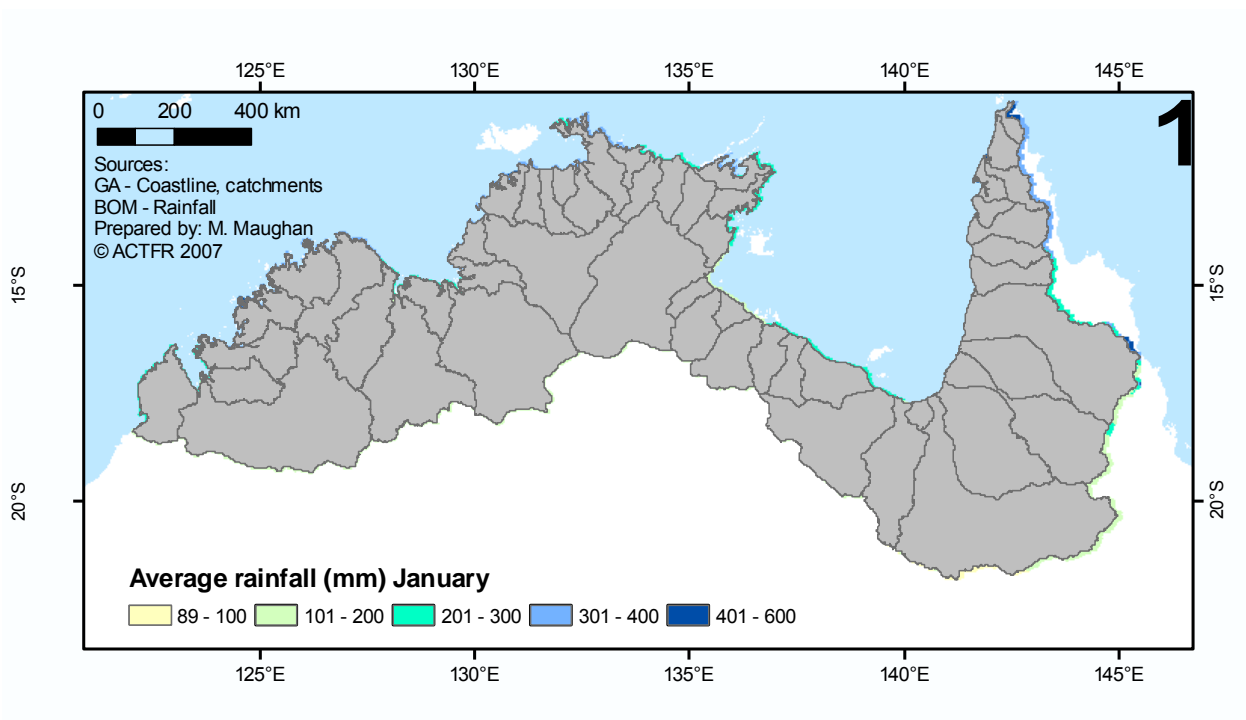 125°E 130°E 135°E 140°E 145°E
0 200 400 km
1
Sources:
GA - Coastline, catchments
BOM - Rainfall
Prepared by: M. Maughan
© ACTFR 2007
15°S 15°S
20°S 20°S
Average rainfall (mm) January
89 - 100 101 - 200 201 - 300 301 - 400 401 - 600
125°E 130°E 135°E 140°E 145°E